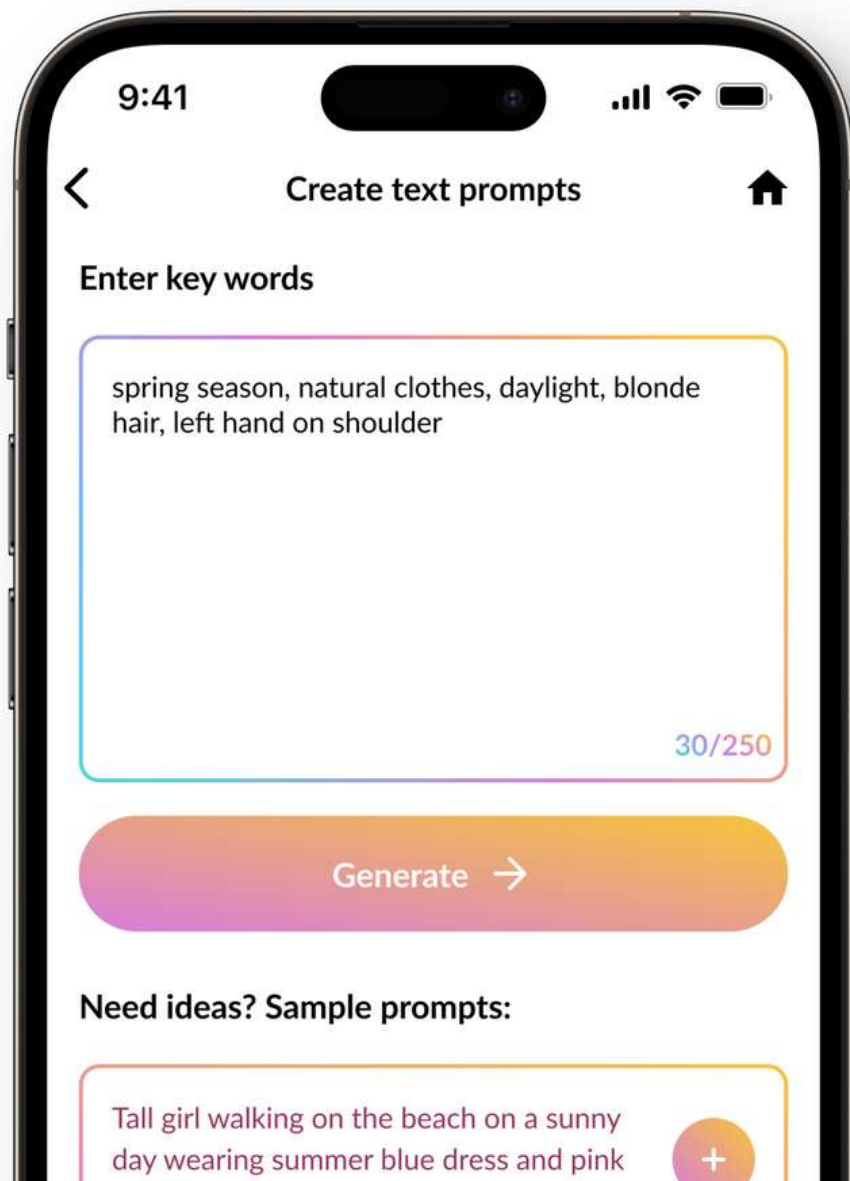 9:41
Create text prompts
Enter key words
spring season, natural clothes, daylight, blonde
hair, left hand on shoulder
30/250
Generate
Need ideas? Sample prompts:
Tall girl walking on the beach on a sunny
day wearing summer blue dress and pink